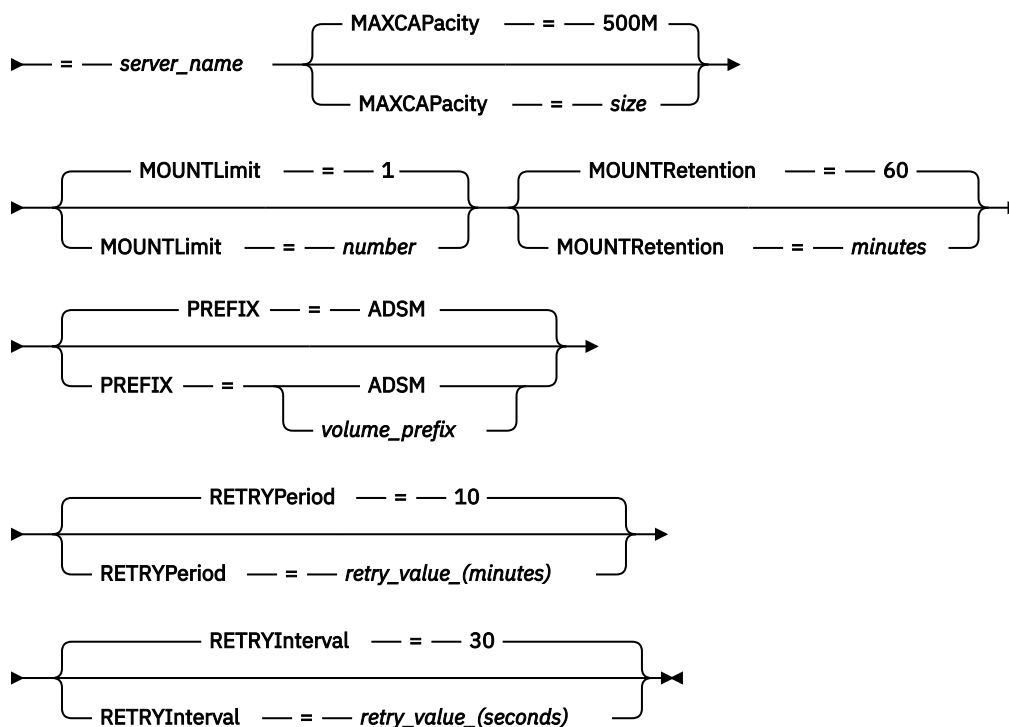 MAXCAPacity = 500M
= server_name
MAXCAPacity = size
MOUNTLimit = 1 MOUNTRetention = 60
MOUNTLimit = number MOUNTRetention = minutes
PREFIX = ADSM
PREFIX = ADSM
volume_prefix
RETRYPeriod = 10
RETRYPeriod = retry_value_(minutes)
RETRYInterval = 30
RETRYInterval = retry_value_(seconds)